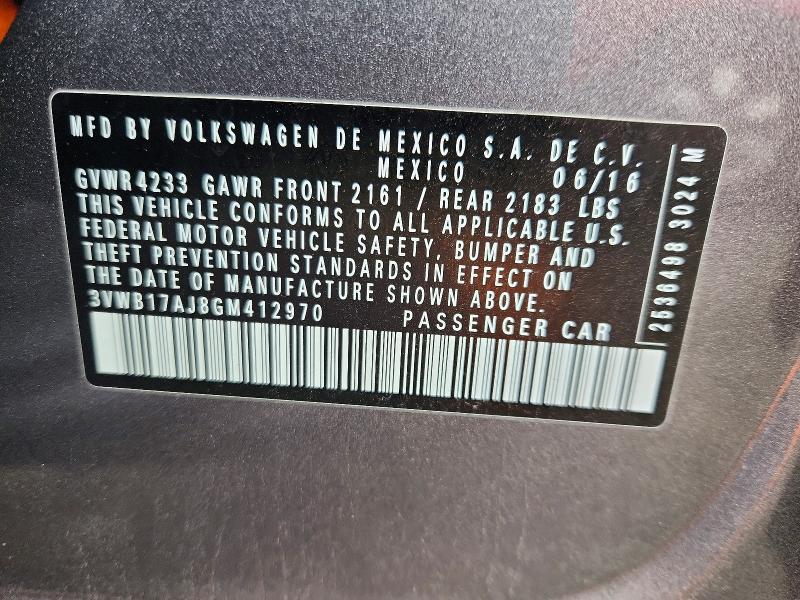 MFD BY VOLKSWAGEN DE MEXICO S.A. DE C.V.
MEXICO 06/16
GVWR4233 GAWR FRONT 2161 / REAR 2183 LBS
THIS VEHICLE CONFORMS TO ALL APPLICABLE U.S.
FEDERAL MOTOR VEHICLE SAFETY, BUMPER AND
THEFT PREVENTION STANDARDS IN EFFECT ON
THE DATE OF MANUFACTURE SHOWN ABOVE.
3VWB17AJ8GM412970 PASSENGER CAR
2536498 3024 M